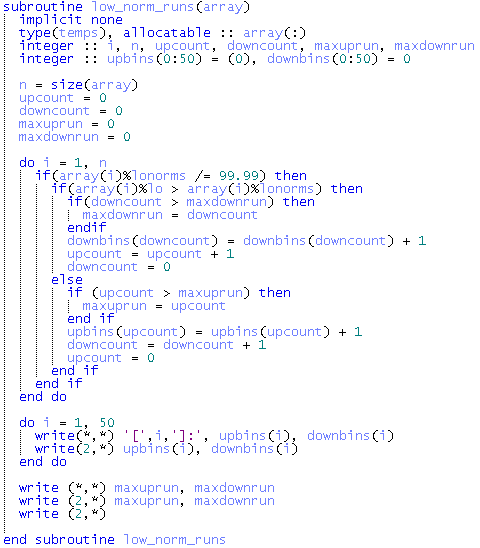 subroutine low_norm_runs(array)
  implicit none
  type(temps), allocatable :: array(:)
  integer :: i, n, upcount, downcount, maxuprun, maxdownrun
  integer :: upbins(0:50) = (0), downbins(0:50) = 0

  n = size(array)
  upcount = 0
  downcount = 0
  maxuprun = 0
  maxdownrun = 0

  do i = 1, n
    if(array(i)%lonorms /= 99.99) then
      if(array(i)%lo > array(i)%lonorms) then
        if(downcount > maxdownrun) then
          maxdownrun = downcount
        endif
        downbins(downcount) = downbins(downcount) + 1
        upcount = upcount + 1
        downcount = 0
      else
        if (upcount > maxuprun) then
          maxuprun = upcount
        end if
        upbins(upcount) = upbins(upcount) + 1
        downcount = downcount + 1
        upcount = 0
      end if
    end if
  end do

  do i = 1, 50
    write(*,*) '[',i,']:', upbins(i), downbins(i)
    write(2,*) upbins(i), downbins(i)
  end do

  write (*,*) maxuprun, maxdownrun
  write (2,*) maxuprun, maxdownrun
  write (2,*)

end subroutine low_norm_runs